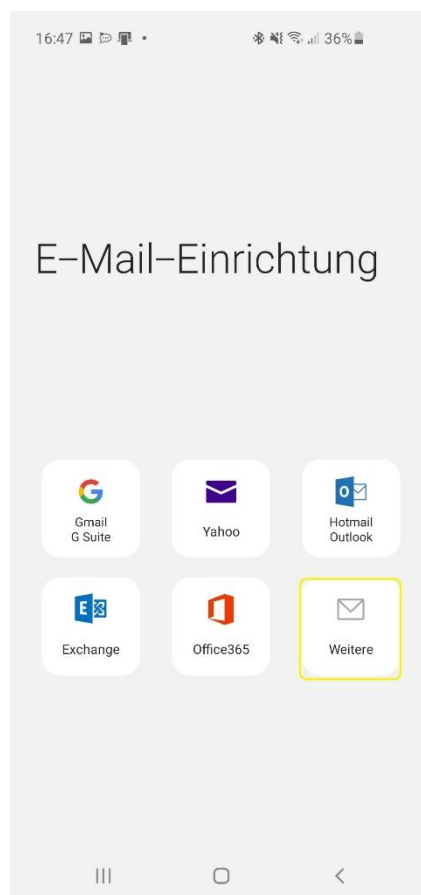 16:47 36%
E-Mail-Einrichtung
Gmail
G Suite
Yahoo
Hotmail
Outlook
Exchange
Office365
Weitere